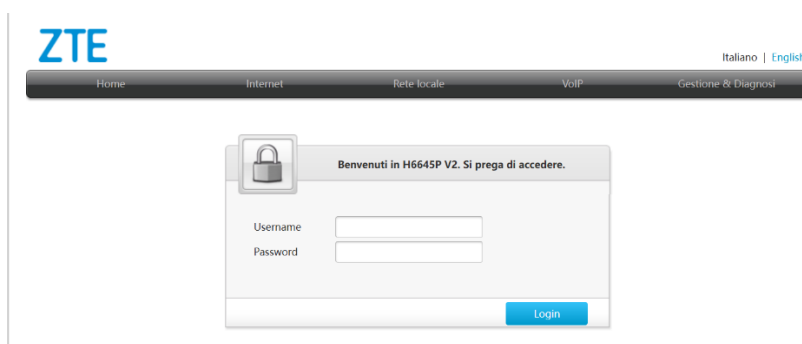 ZTE
Italiano | English
Home Internet Rete locale VoIP Gestione & Diagnosi
Benvenuti in H6645P V2. Si prega di accedere.
Username
Password
Login